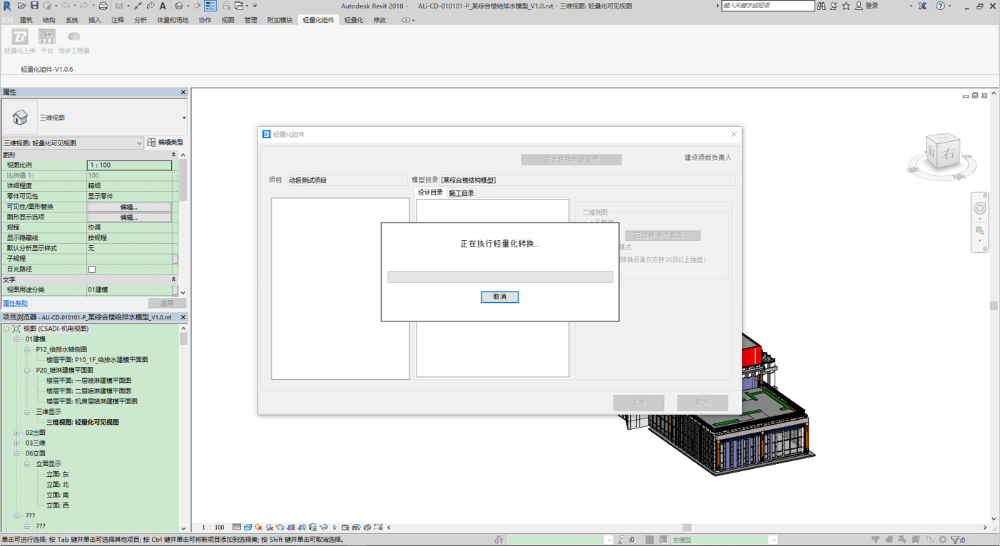 Autodesk Revit 2018 -    ALi-CD-010101-P_某综合楼给排水模型_V1.0.rvt - 三维视图: 轻量化可见视图
键入关键字或短语
登录
文件 建筑 结构 系统 插入 注释 分析 体量和场地 协作 视图 管理 附加模块 轻量化组件 轻量化 修改
轻量化上传 平台 同步工程量
轻量化组件-V1.0.6
属性
三维视图
三维视图: 轻量化可见视图 编辑类型
图形
视图比例 1 : 100
比例值 1: 100
详细程度 精细
零件可见性 显示零件
可见性/图形替换 编辑...
图形显示选项 编辑...
规程 协调
显示隐藏线 按规程
默认分析显示样式 无
子规程
日光路径
文字
视图用途分类 01建模
属性帮助 应用
项目浏览器 - ALi-CD-010101-P_某综合楼给排水模型_V1.0.rvt
视图 (CSADI-机电视图)
01建模
P12_给排水轴侧图
楼层平面: P10_1F_给排水建模平面图
P20_喷淋建模平面图
楼层平面: 一层喷淋建模平面图
楼层平面: 二层喷淋建模平面图
楼层平面: 机房层喷淋建模平面图
三维显示
三维视图: 轻量化可见视图
02出图
03三维
06立面
立面显示
立面: 东
立面: 北
立面: 南
立面: 西
???
???
轻量化组件
显示转换参数设置 建设项目负责人
项目 动投测试项目 模型目录 [某综合楼结构模型]
设计目录 施工目录
二维视图
已选择 4 个视图 ...
模式
转换设备仅支持2G及以上独显）
正在执行轻量化转换...
取消
上传 取消
右
1 : 100
单击可进行选择; 按 Tab 键并单击可选择其他项目; 按 Ctrl 键并单击可将新项目添加到选择集; 按 Shift 键并单击可取消选择。
:0
主模型
:0